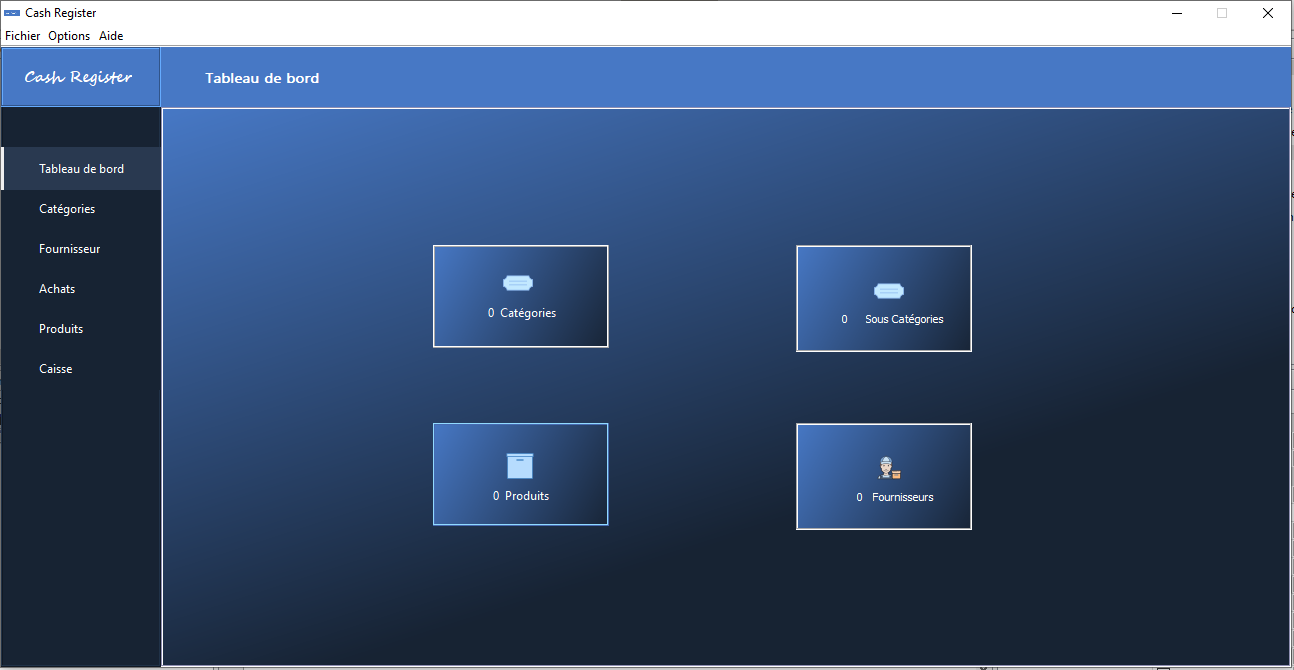 Cash Register
Fichier Options Aide
Cash Register
Tableau de bord
Tableau de bord
Catégories
Fournisseur
Achats
Produits
Caisse
0 Catégories
0 Sous Catégories
0 Produits
0 Fournisseurs